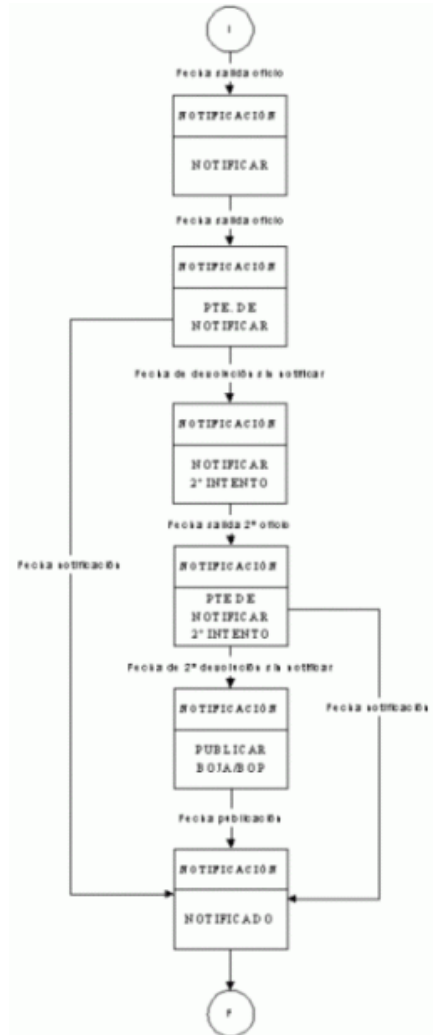 I
Fecha salida oficio
NOTIFICACIÓN
NOTIFICAR
Fecha salida oficio
NOTIFICACIÓN
PTE. DE
NOTIFICAR
Fecha de devolución sin notificar
NOTIFICACIÓN
NOTIFICAR
2º INTENTO
Fecha salida 2º oficio
Fecha notificación
NOTIFICACIÓN
PTE DE
NOTIFICAR
2º INTENTO
Fecha de 2ª devolución sin notificar
Fecha notificación
NOTIFICACIÓN
PUBLICAR
BOJA/BOP
Fecha publicación
NOTIFICACIÓN
NOTIFICADO
F